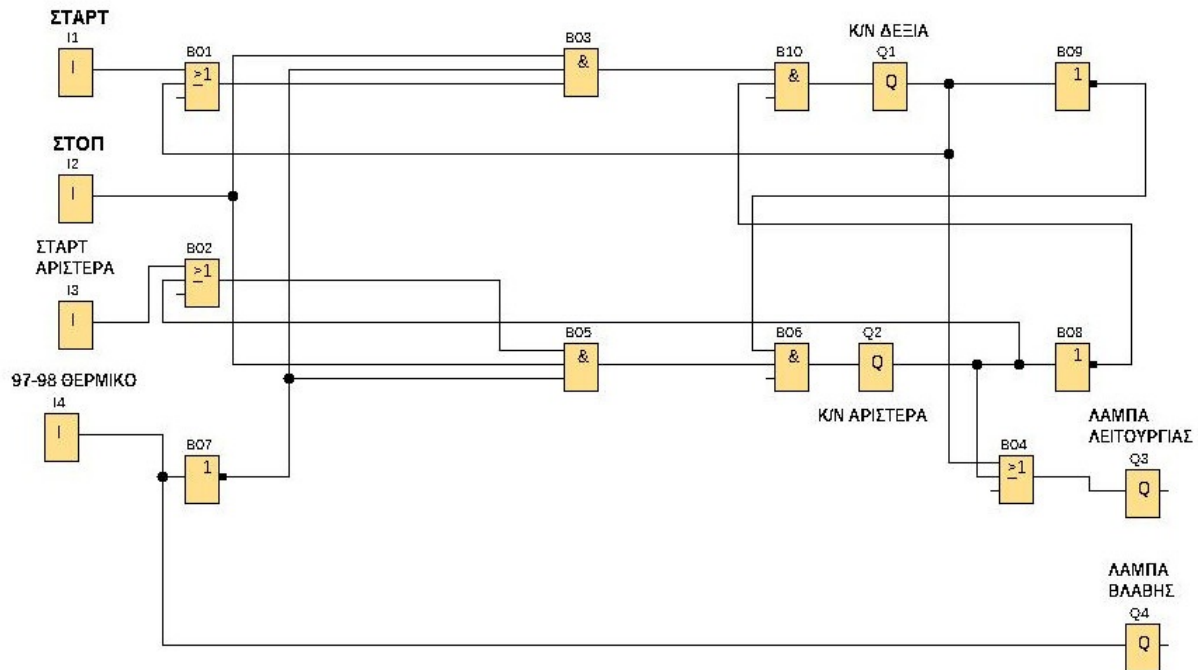 ΣΤΑΡΤ
I1
I
B01
≥1
B03
&
Κ/Ν ΔΕΞΙΑ
B10
&
Q1
Q
B09
1
ΣΤΟΠ
I2
I
ΣΤΑΡΤ
ΑΡΙΣΤΕΡΑ
I3
I
B02
≥1
B05
&
B06
&
Q2
Q
B08
1
Κ/Ν ΑΡΙΣΤΕΡΑ
97-98 ΘΕΡΜΙΚΟ
I4
I
B07
1
B04
≥1
ΛΑΜΠΑ
ΛΕΙΤΟΥΡΓΙΑΣ
Q3
Q
ΛΑΜΠΑ
ΒΛΑΒΗΣ
Q4
Q